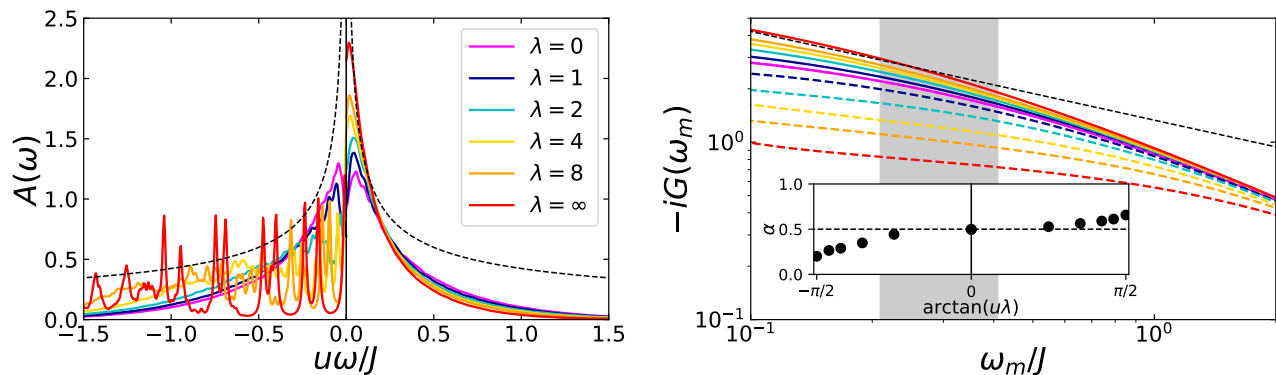 2.5
2.0
1.5
1.0
0.5
0.0
A(ω)
−1.5 −1.0 −0.5 0.0 0.5 1.0 1.5
uω/J
λ = 0
λ = 1
λ = 2
λ = 4
λ = 8
λ = ∞
−iG(ω_m)
10^0
10^{-1}
10^{-1} 10^0
ω_m/J
1.0
0.5
0.0
α
−π/2 0 π/2
arctan(uλ)